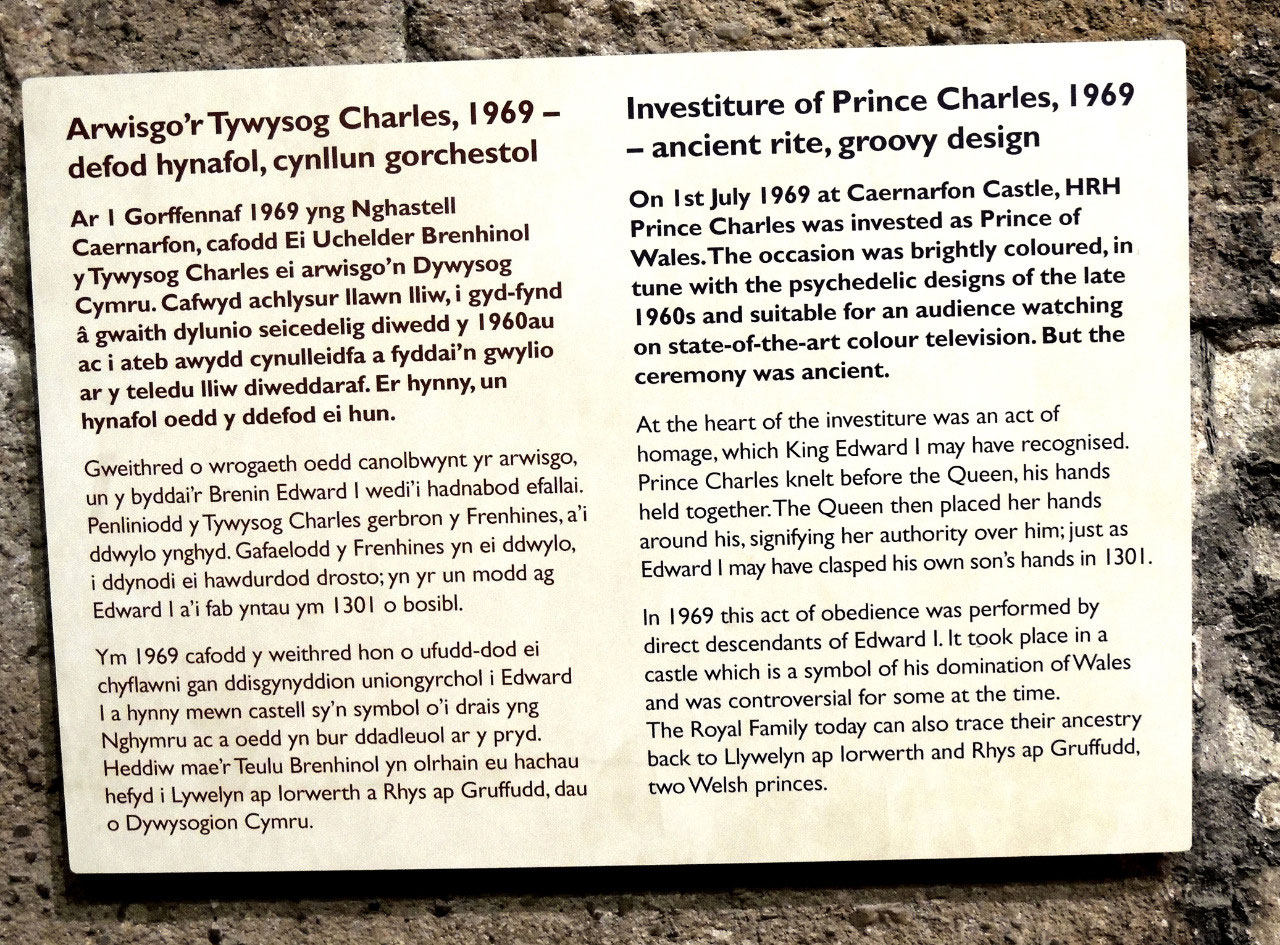 Arwisgo'r Tywysog Charles, 1969 –
defod hynafol, cynllun gorchestol
Ar 1 Gorffennaf 1969 yng Nghastell
Caernarfon, cafodd Ei Uchelder Brenhinol
y Tywysog Charles ei arwisgo'n Dywysog
Cymru. Cafwyd achlysur llawn lliw, i gyd-fynd
â gwaith dylunio seicedelig diwedd y 1960au
ac i ateb awydd cynulleidfa a fyddai'n gwylio
ar y teledu lliw diweddaraf. Er hynny, un
hynafol oedd y ddefod ei hun.
Gweithred o wrogaeth oedd canolbwynt yr arwisgo,
un y byddai'r Brenin Edward I wedi'i hadnabod efallai.
Penliniodd y Tywysog Charles gerbron y Frenhines, a'i
ddwylo ynghyd. Gafaelodd y Frenhines yn ei ddwylo,
i ddynodi ei hawdurdod drosto; yn yr un modd ag
Edward I a'i fab yntau ym 1301 o bosibl.
Ym 1969 cafodd y weithred hon o ufudd-dod ei
chyflawni gan ddisgynyddion uniongyrchol i Edward
I a hynny mewn castell sy'n symbol o'i drais yng
Nghymru ac a oedd yn bur ddadleuol ar y pryd.
Heddiw mae'r Teulu Brenhinol yn olrhain eu hachau
hefyd i Lywelyn ap Iorwerth a Rhys ap Gruffudd, dau
o Dywysogion Cymru.
Investiture of Prince Charles, 1969
– ancient rite, groovy design
On 1st July 1969 at Caernarfon Castle, HRH
Prince Charles was invested as Prince of
Wales. The occasion was brightly coloured, in
tune with the psychedelic designs of the late
1960s and suitable for an audience watching
on state-of-the-art colour television. But the
ceremony was ancient.
At the heart of the investiture was an act of
homage, which King Edward I may have recognised.
Prince Charles knelt before the Queen, his hands
held together. The Queen then placed her hands
around his, signifying her authority over him; just as
Edward I may have clasped his own son's hands in 1301.
In 1969 this act of obedience was performed by
direct descendants of Edward I. It took place in a
castle which is a symbol of his domination of Wales
and was controversial for some at the time.
The Royal Family today can also trace their ancestry
back to Llywelyn ap Iorwerth and Rhys ap Gruffudd,
two Welsh princes.